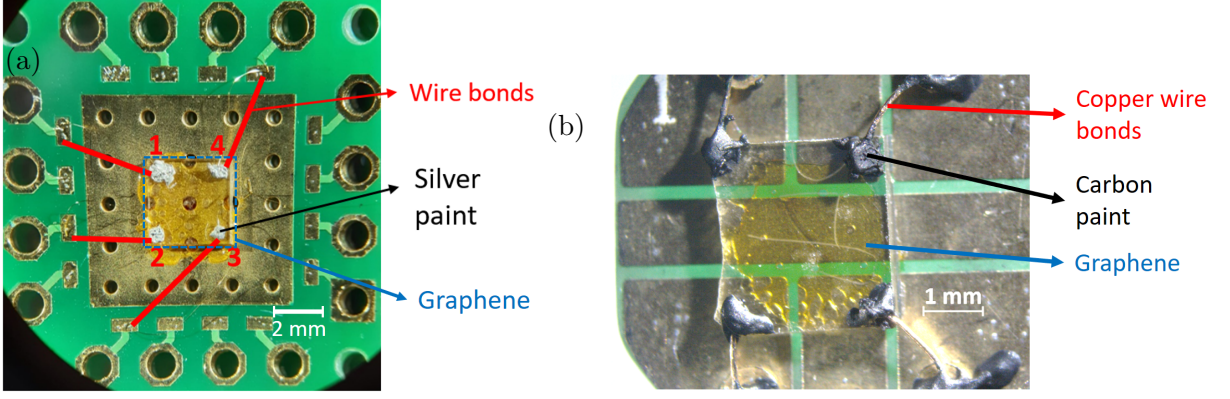 (a)
Wire bonds
1
4
Silver
paint
2
3
Graphene
2 mm
(b)
Copper wire
bonds
Carbon
paint
Graphene
1 mm